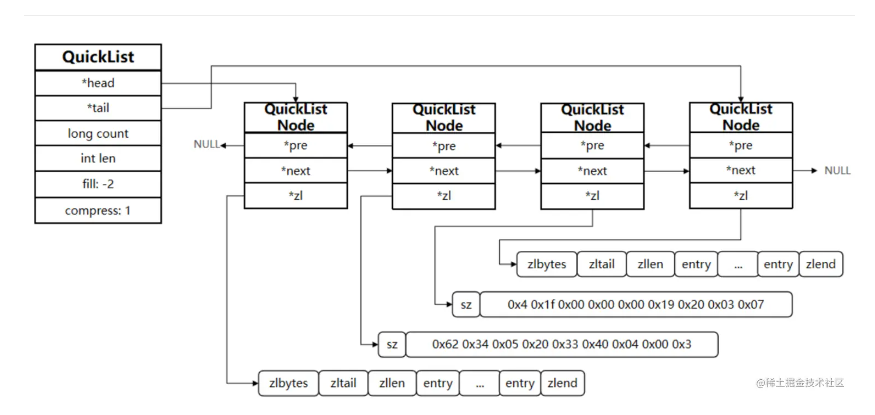 QuickList
*head
*tail
long count
int len
fill: -2
compress: 1
QuickList
Node
*pre
*next
*zl
QuickList
Node
*pre
*next
*zl
QuickList
Node
*pre
*next
*zl
QuickList
Node
*pre
*next
*zl
NULL
NULL
zlbytes zltail zllen entry ... entry zlend
sz 0x4 0x1f 0x00 0x00 0x00 0x19 0x20 0x03 0x07
sz 0x62 0x34 0x05 0x20 0x33 0x40 0x04 0x00 0x3
zlbytes zltail zllen entry ... entry zlend
@稀土掘金技术社区